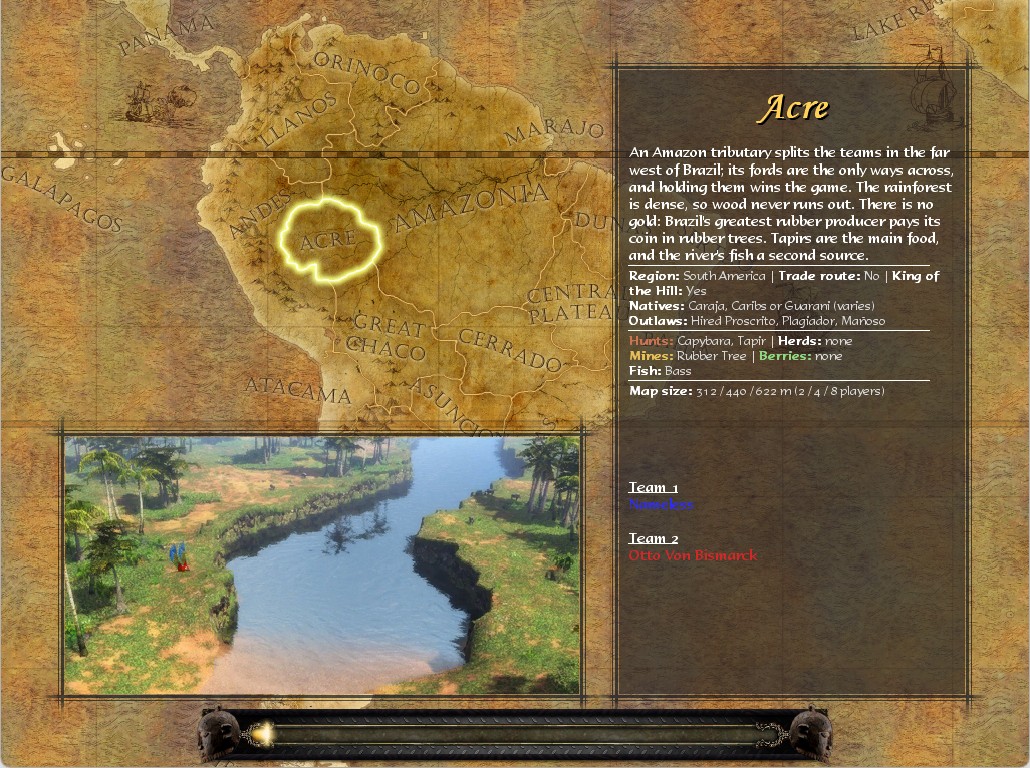 PANAMA
LAKE RE
ORINOCO
LLANOS
MARAJO
GALAPAGOS
ANDES
AMAZONIA
ACRE
DUN
CENTRAL
PLATEAU
GREAT
CHACO
CERRADO
ATACAMA
ASUNCIO
Acre
An Amazon tributary splits the teams in the far
west of Brazil; its fords are the only ways across,
and holding them wins the game. The rainforest
is dense, so wood never runs out. There is no
gold: Brazil's greatest rubber producer pays its
coin in rubber trees. Tapirs are the main food,
and the river's fish a second source.
Region: South America | Trade route: No | King of
the Hill: Yes
Natives: Caraja, Caribs or Guarani (varies)
Outlaws: Hired Proscrito, Plagiador, Mañoso
Hunts: Capybara, Tapir | Herds: none
Mines: Rubber Tree | Berries: none
Fish: Bass
Map size: 312 /440 /622 m (2 /4 / 8 players)
Team 1
Nameless
Team 2
Otto Von Bismarck